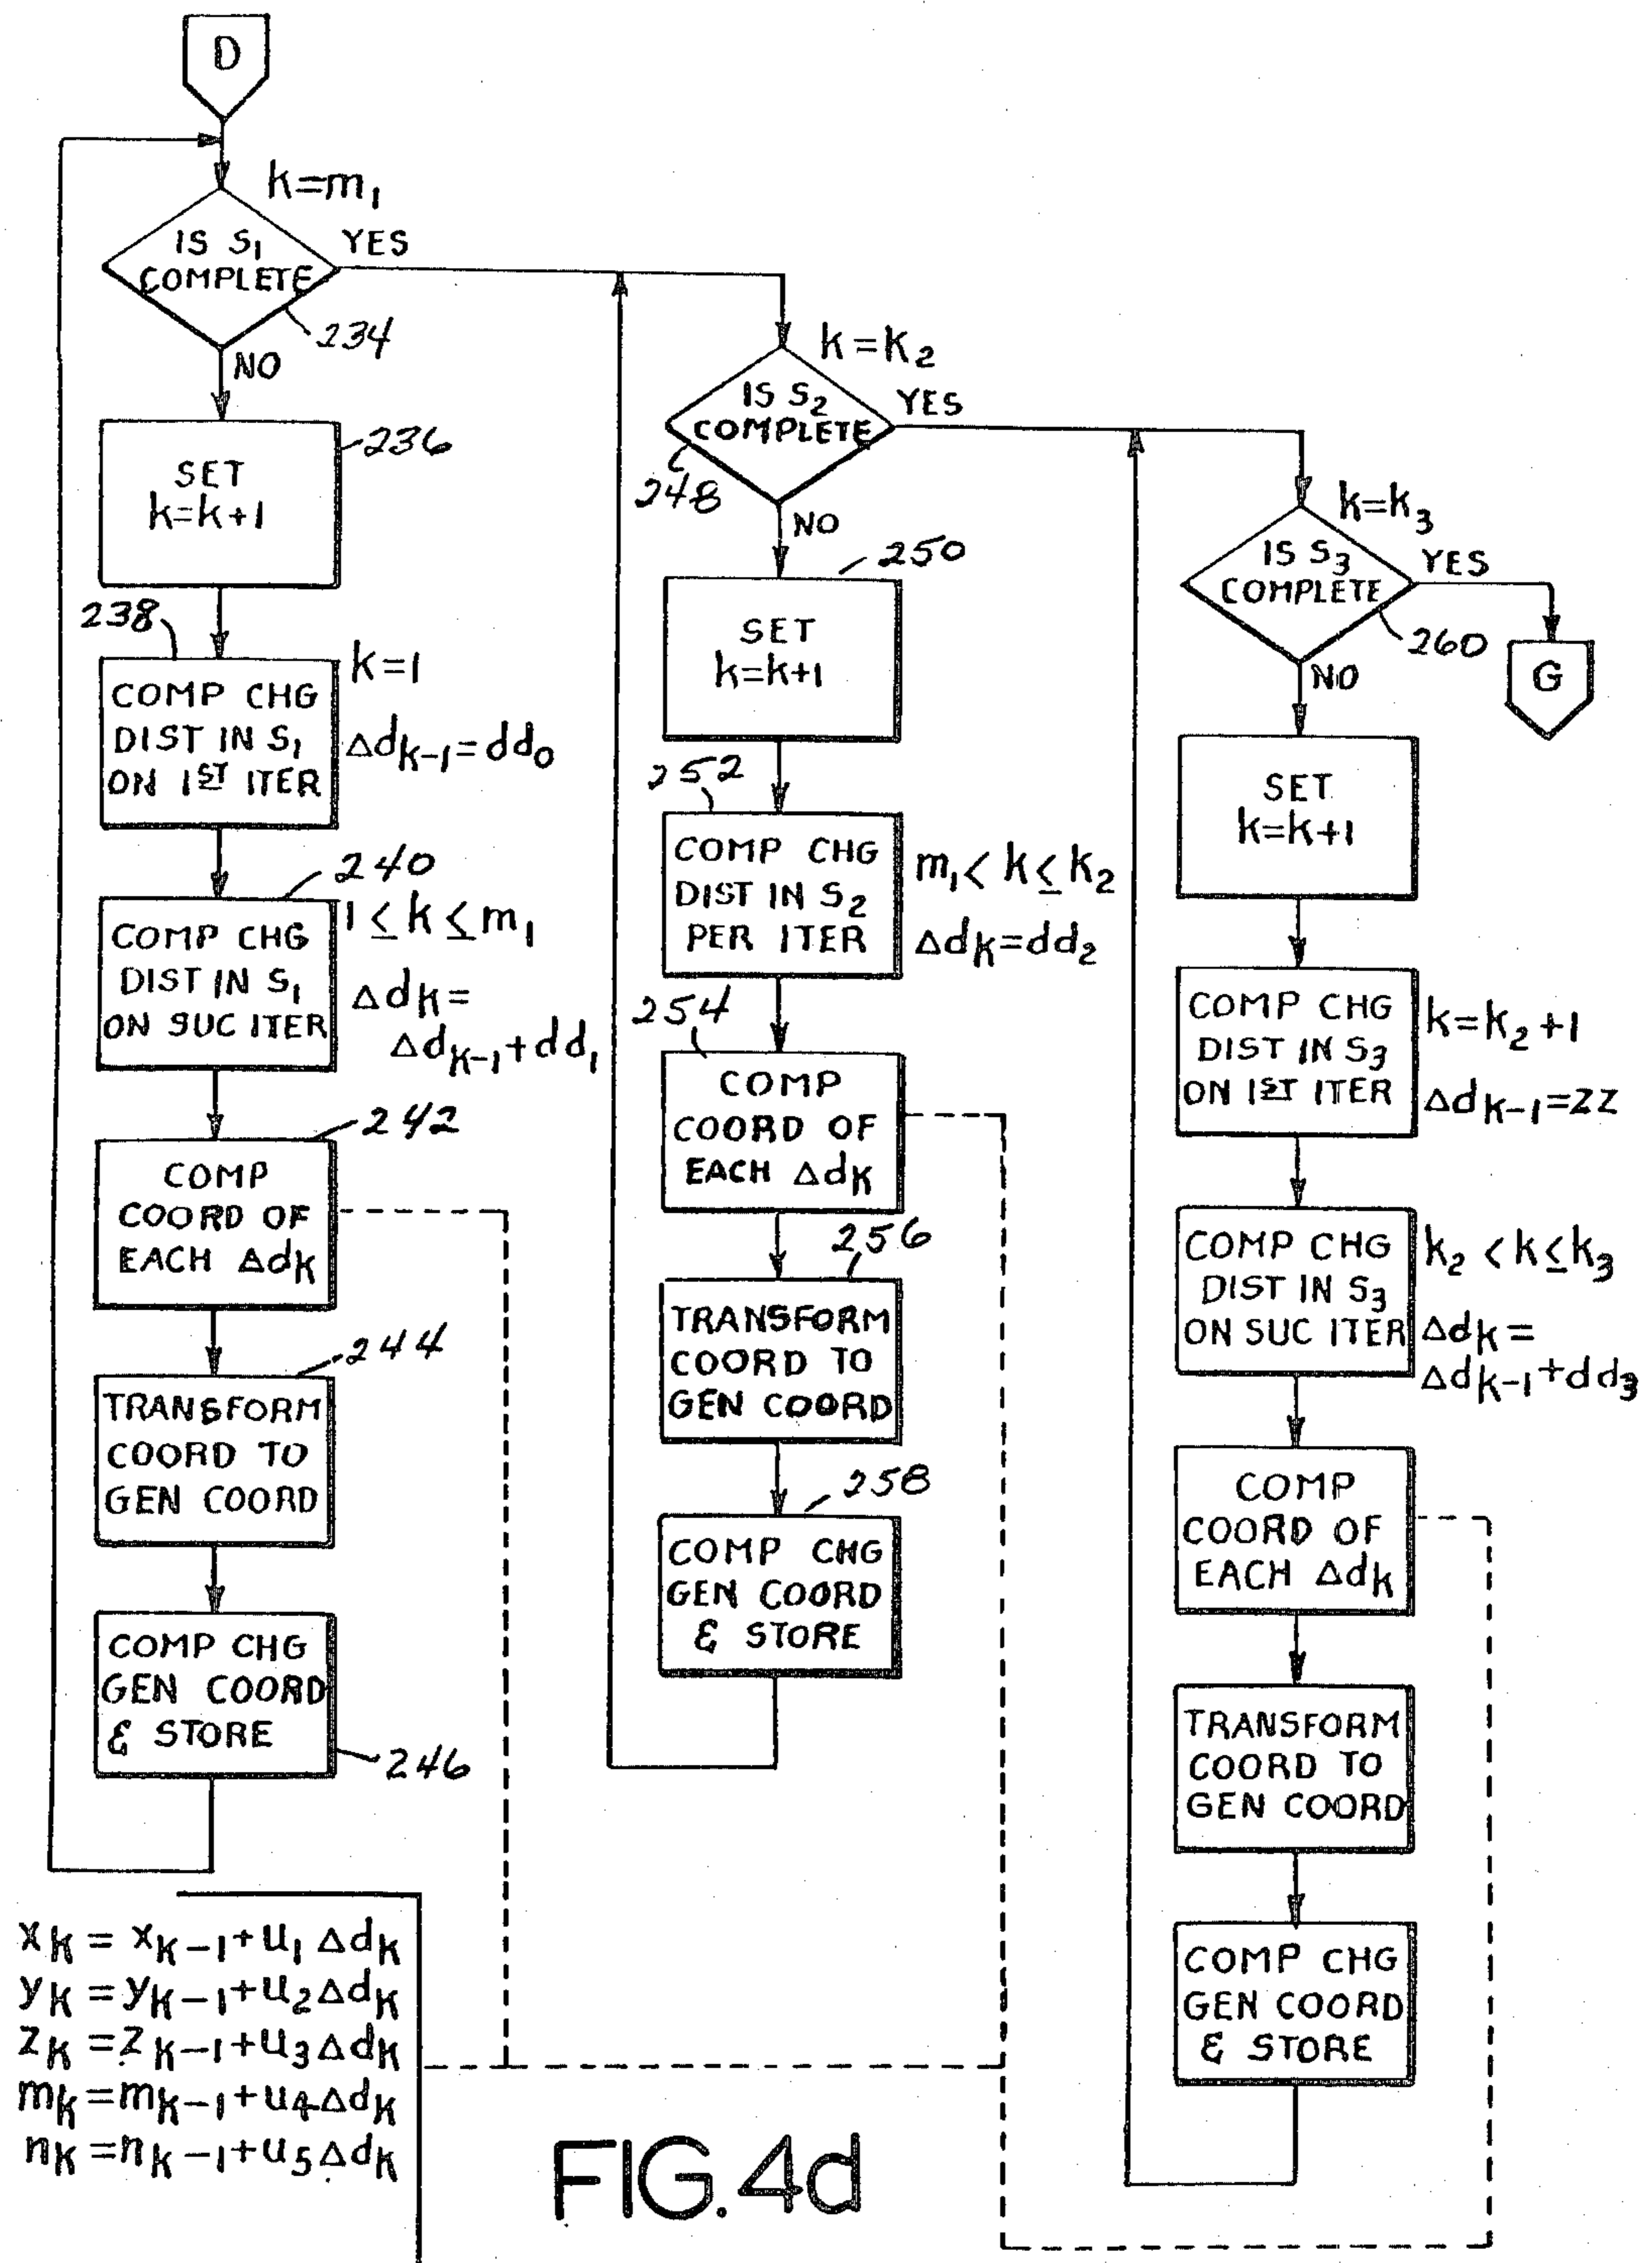 D
k=m₁
IS S₁
COMPLETE
YES
234
NO
236
SET
k=k+1
238
COMP CHG
DIST IN S₁
ON 1ST ITER
k=1
Δdk-1=dd₀
240
COMP CHG
DIST IN S₁
ON SUC ITER
1≤k≤m₁
Δdk=
Δdk-1+dd₁
242
COMP
COORD OF
EACH Δdk
244
TRANSFORM
COORD TO
GEN COORD
COMP CHG
GEN COORD
& STORE
246
k=k₂
IS S₂
COMPLETE
YES
248
NO
250
SET
k=k+1
252
COMP CHG
DIST IN S₂
PER ITER
m₁<k≤k₂
Δdk=dd₂
254
COMP
COORD OF
EACH Δdk
256
TRANSFORM
COORD TO
GEN COORD
258
COMP CHG
GEN COORD
& STORE
k=k₃
IS S₃
COMPLETE
YES
260
G
NO
SET
k=k+1
COMP CHG
DIST IN S₃
ON 1ST ITER
k=k₂+1
Δdk-1=ZZ
COMP CHG
DIST IN S₃
ON SUC ITER
k₂<k≤k₃
Δdk=
Δdk-1+dd₃
COMP
COORD OF
EACH Δdk
TRANSFORM
COORD TO
GEN COORD
COMP CHG
GEN COORD
& STORE
xk=xk-1+u₁Δdk
yk=yk-1+u₂Δdk
zk=zk-1+u₃Δdk
mk=mk-1+u₄Δdk
nk=nk-1+u₅Δdk
FIG.4d